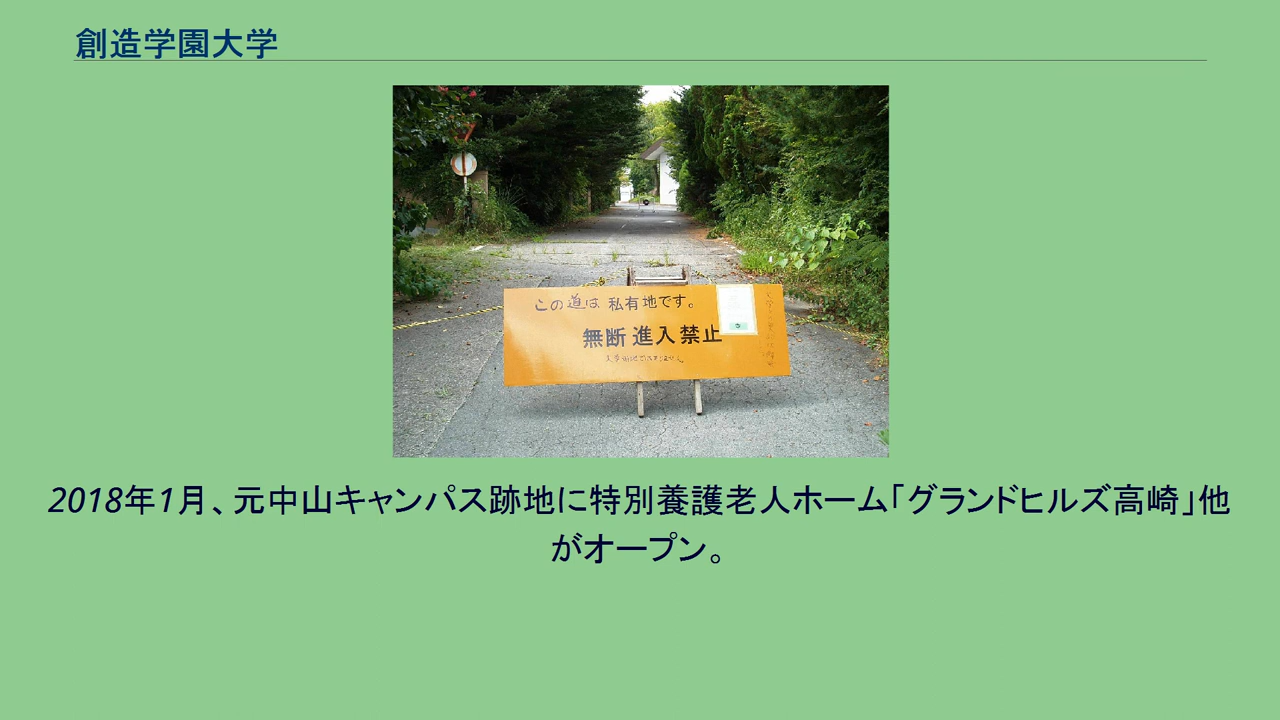 創造学園大学
この道は 私有地です。
無断進入禁止
2018年1月、元中山キャンパス跡地に特別養護老人ホーム「グランドヒルズ高崎」他
がオープン。